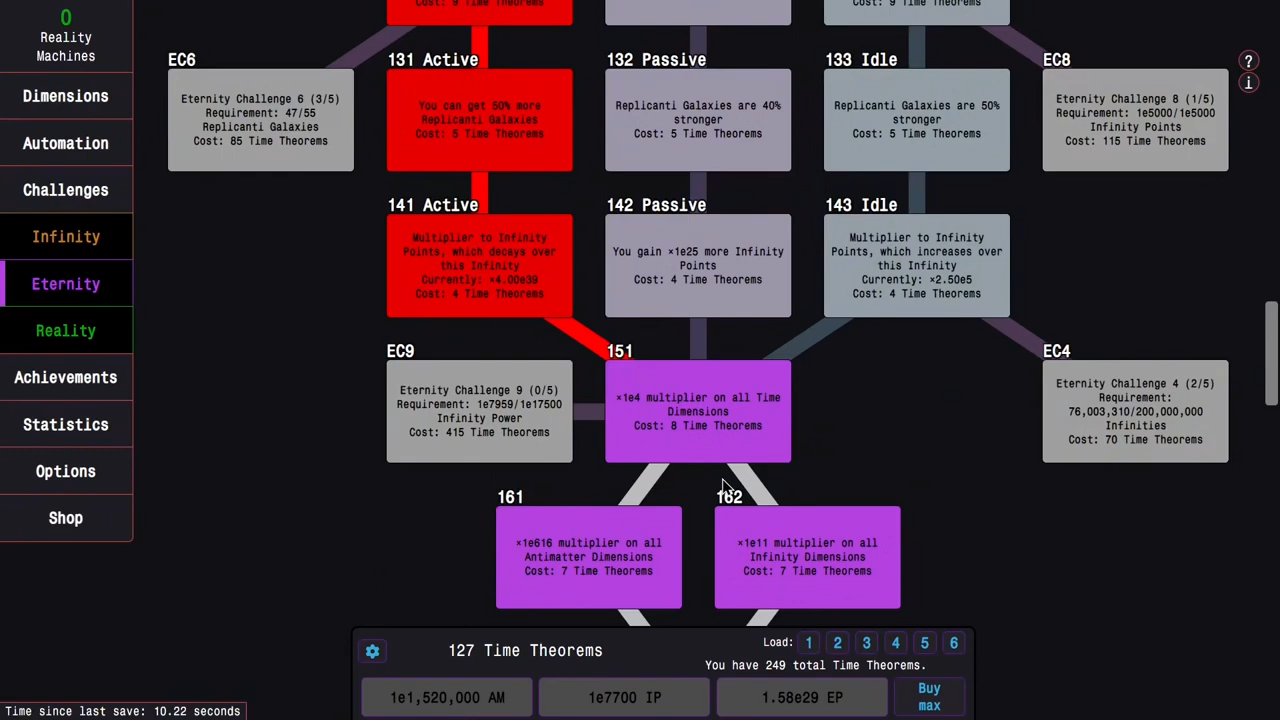 0
Reality
Machines
Dimensions
Automation
Challenges
Infinity
Eternity
Reality
Achievements
Statistics
Options
Shop
Time since last save: 10.22 seconds
Cost: 9 Time Theorems
Cost: 9 Time Theorems
?
i
EC6
Eternity Challenge 6 (3/5)
Requirement: 47/55
Replicanti Galaxies
Cost: 85 Time Theorems
131 Active
You can get 50% more
Replicanti Galaxies
Cost: 5 Time Theorems
132 Passive
Replicanti Galaxies are 40%
stronger
Cost: 5 Time Theorems
133 Idle
Replicanti Galaxies are 50%
stronger
Cost: 5 Time Theorems
EC8
Eternity Challenge 8 (1/5)
Requirement: 1e5000/1e5000
Infinity Points
Cost: 115 Time Theorems
141 Active
Multiplier to Infinity
Points, which decays over
this Infinity
Currently: ×4.00e39
Cost: 4 Time Theorems
142 Passive
You gain ×1e25 more Infinity
Points
Cost: 4 Time Theorems
143 Idle
Multiplier to Infinity
Points, which increases over
this Infinity
Currently: ×2.50e5
Cost: 4 Time Theorems
EC9
Eternity Challenge 9 (0/5)
Requirement: 1e7959/1e17500
Infinity Power
Cost: 415 Time Theorems
151
×1e4 multiplier on all Time
Dimensions
Cost: 8 Time Theorems
EC4
Eternity Challenge 4 (2/5)
Requirement:
76,003,310/200,000,000
Infinities
Cost: 70 Time Theorems
161
×1e616 multiplier on all
Antimatter Dimensions
Cost: 7 Time Theorems
162
×1e11 multiplier on all
Infinity Dimensions
Cost: 7 Time Theorems
127 Time Theorems
Load: 1 2 3 4 5 6
You have 249 total Time Theorems.
1e1,520,000 AM
1e7700 IP
1.58e29 EP
Buy
max